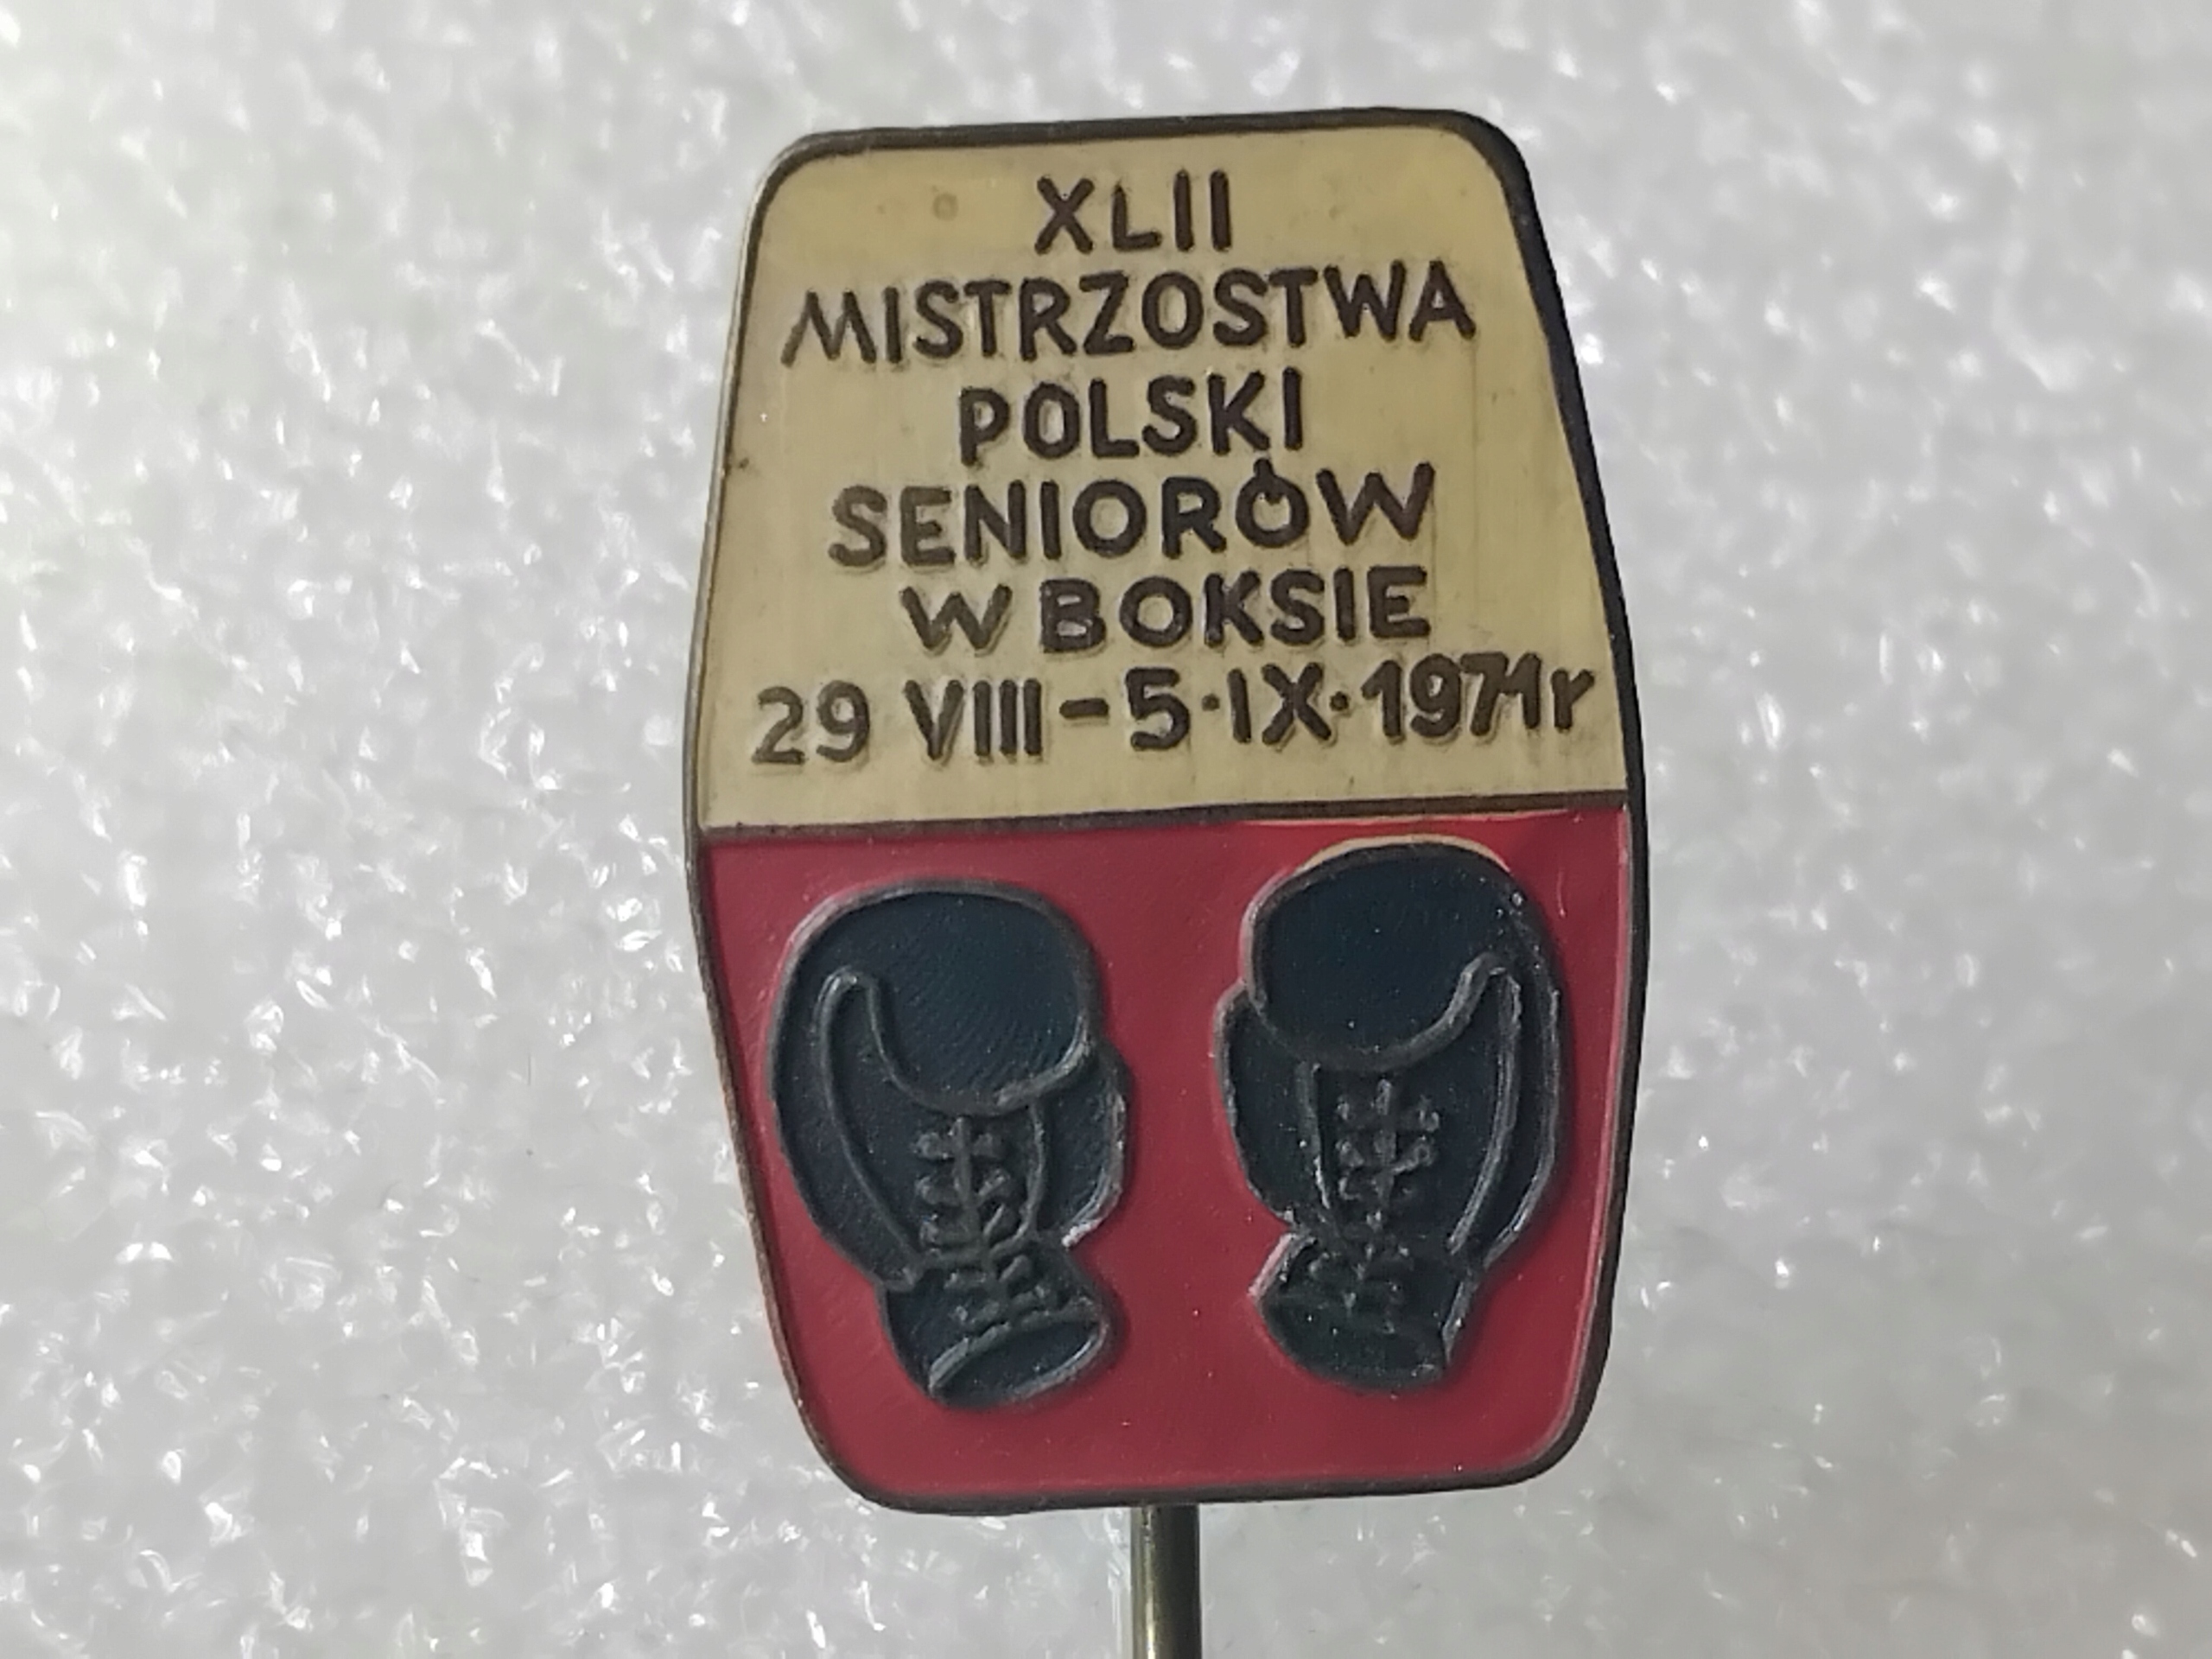 XLII
MISTRZOSTWA
POLSKI
SENIORÓW
W BOKSIE
29 VIII-5·IX·1971r